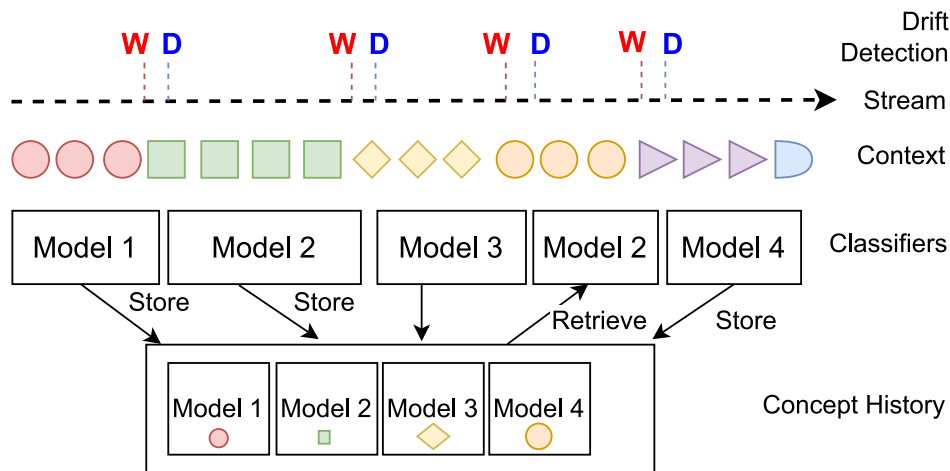 W D W D W D W D
Drift
Detection
Stream
Context
Model 1 Model 2 Model 3 Model 2 Model 4
Classifiers
Store Store Retrieve Store
Model 1 Model 2 Model 3 Model 4
Concept History